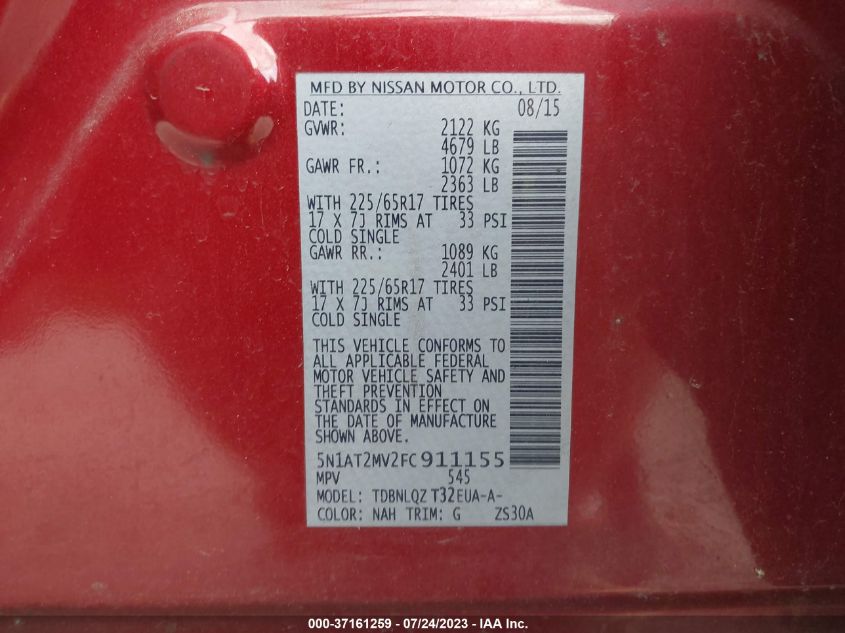 MFD BY NISSAN MOTOR CO., LTD.
DATE: 08/15
GVWR: 2122 KG
4679 LB
GAWR FR.: 1072 KG
2363 LB
WITH 225/65R17 TIRES
17 X 7J RIMS AT 33 PSI
COLD SINGLE
GAWR RR.: 1089 KG
2401 LB
WITH 225/65R17 TIRES
17 X 7J RIMS AT 33 PSI
COLD SINGLE
THIS VEHICLE CONFORMS TO
ALL APPLICABLE FEDERAL
MOTOR VEHICLE SAFETY AND
THEFT PREVENTION
STANDARDS IN EFFECT ON
THE DATE OF MANUFACTURE
SHOWN ABOVE.
5N1AT2MV2FC911155
MPV 545
MODEL: TDBNLQZ T32EUA-A-
COLOR: NAH TRIM: G ZS30A
000-37161259 - 07/24/2023 - IAA Inc.